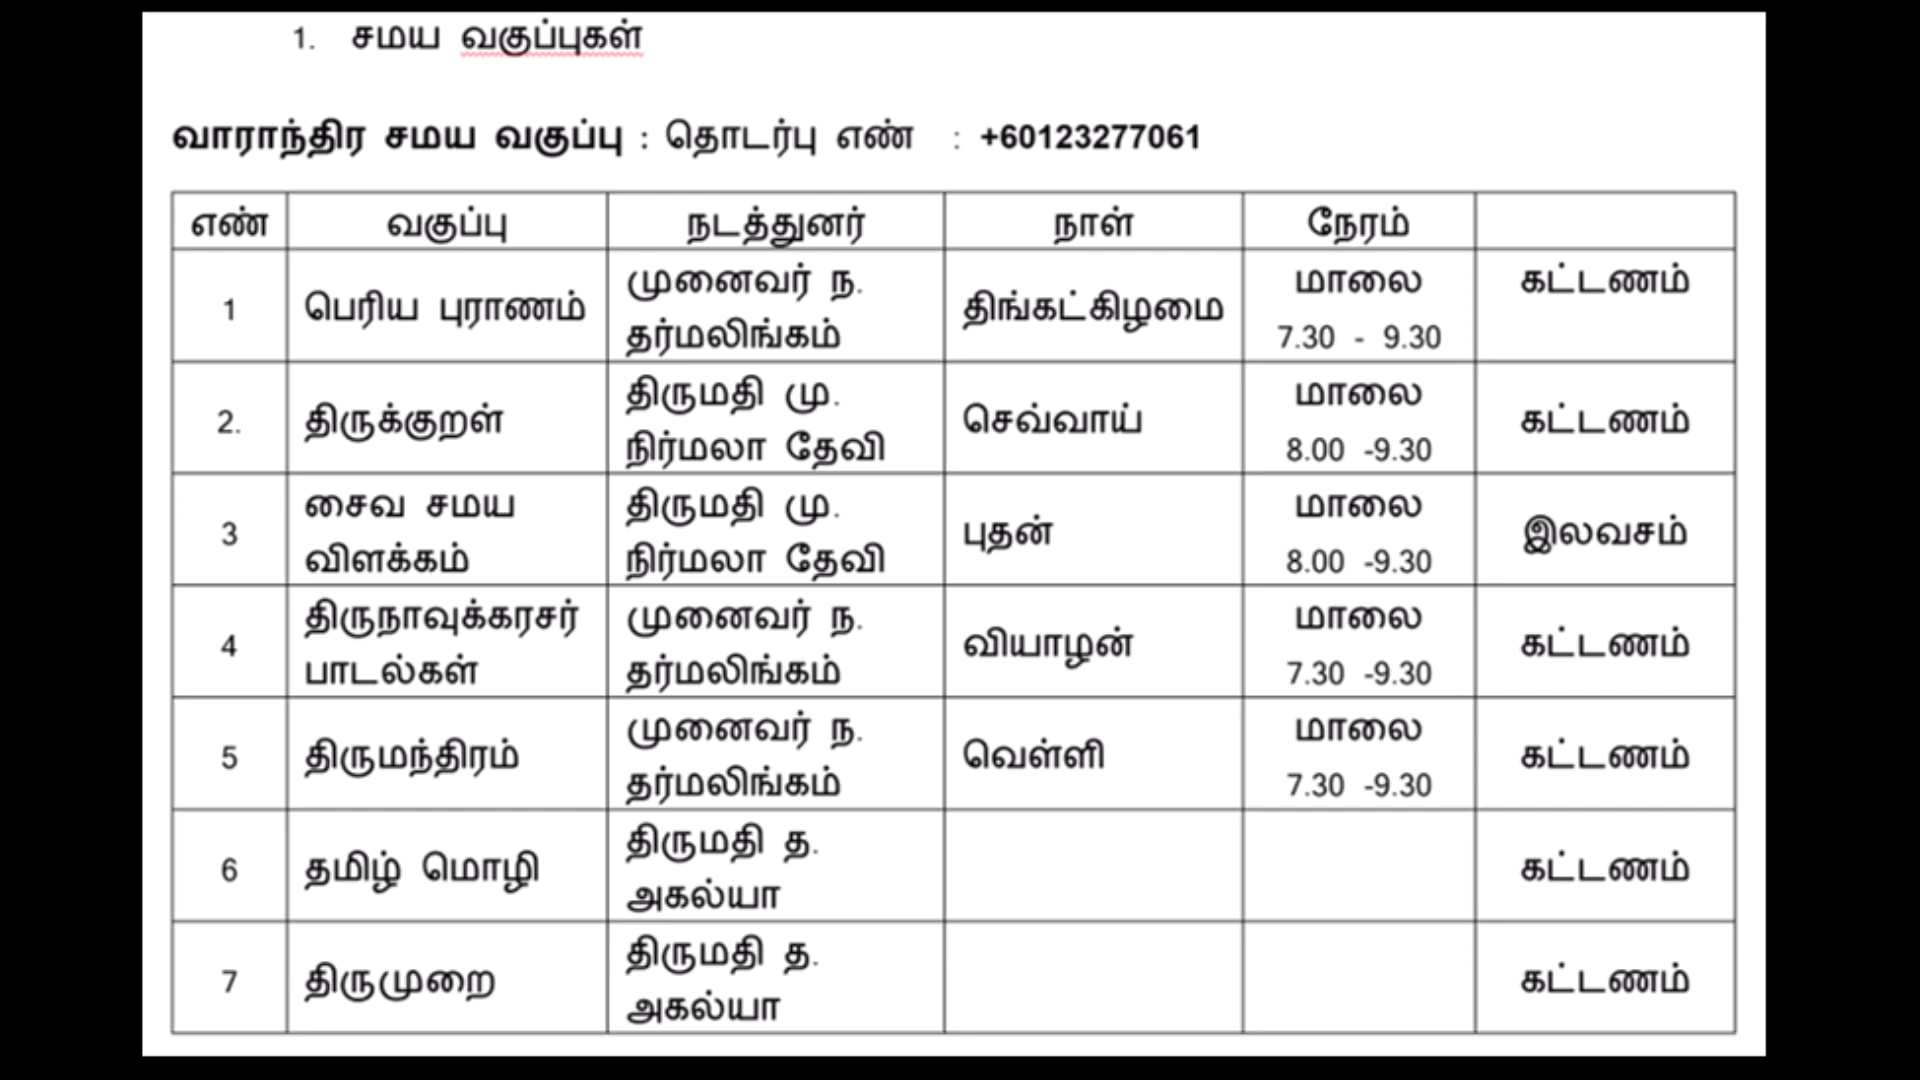 1. சமய வகுப்புகள்
வாராந்திர சமய வகுப்பு : தொடர்பு எண் : +60123277061
எண் வகுப்பு நடத்துனர் நாள் நேரம்
1 பெரிய புராணம் முனைவர் ந. தர்மலிங்கம் திங்கட்கிழமை மாலை 7.30 - 9.30 கட்டணம்
2. திருக்குறள் திருமதி மு. நிர்மலா தேவி செவ்வாய் மாலை 8.00 -9.30 கட்டணம்
3 சைவ சமய விளக்கம் திருமதி மு. நிர்மலா தேவி புதன் மாலை 8.00 -9.30 இலவசம்
4 திருநாவுக்கரசர் பாடல்கள் முனைவர் ந. தர்மலிங்கம் வியாழன் மாலை 7.30 -9.30 கட்டணம்
5 திருமந்திரம் முனைவர் ந. தர்மலிங்கம் வெள்ளி மாலை 7.30 -9.30 கட்டணம்
6 தமிழ் மொழி திருமதி த. அகல்யா கட்டணம்
7 திருமுறை திருமதி த. அகல்யா கட்டணம்